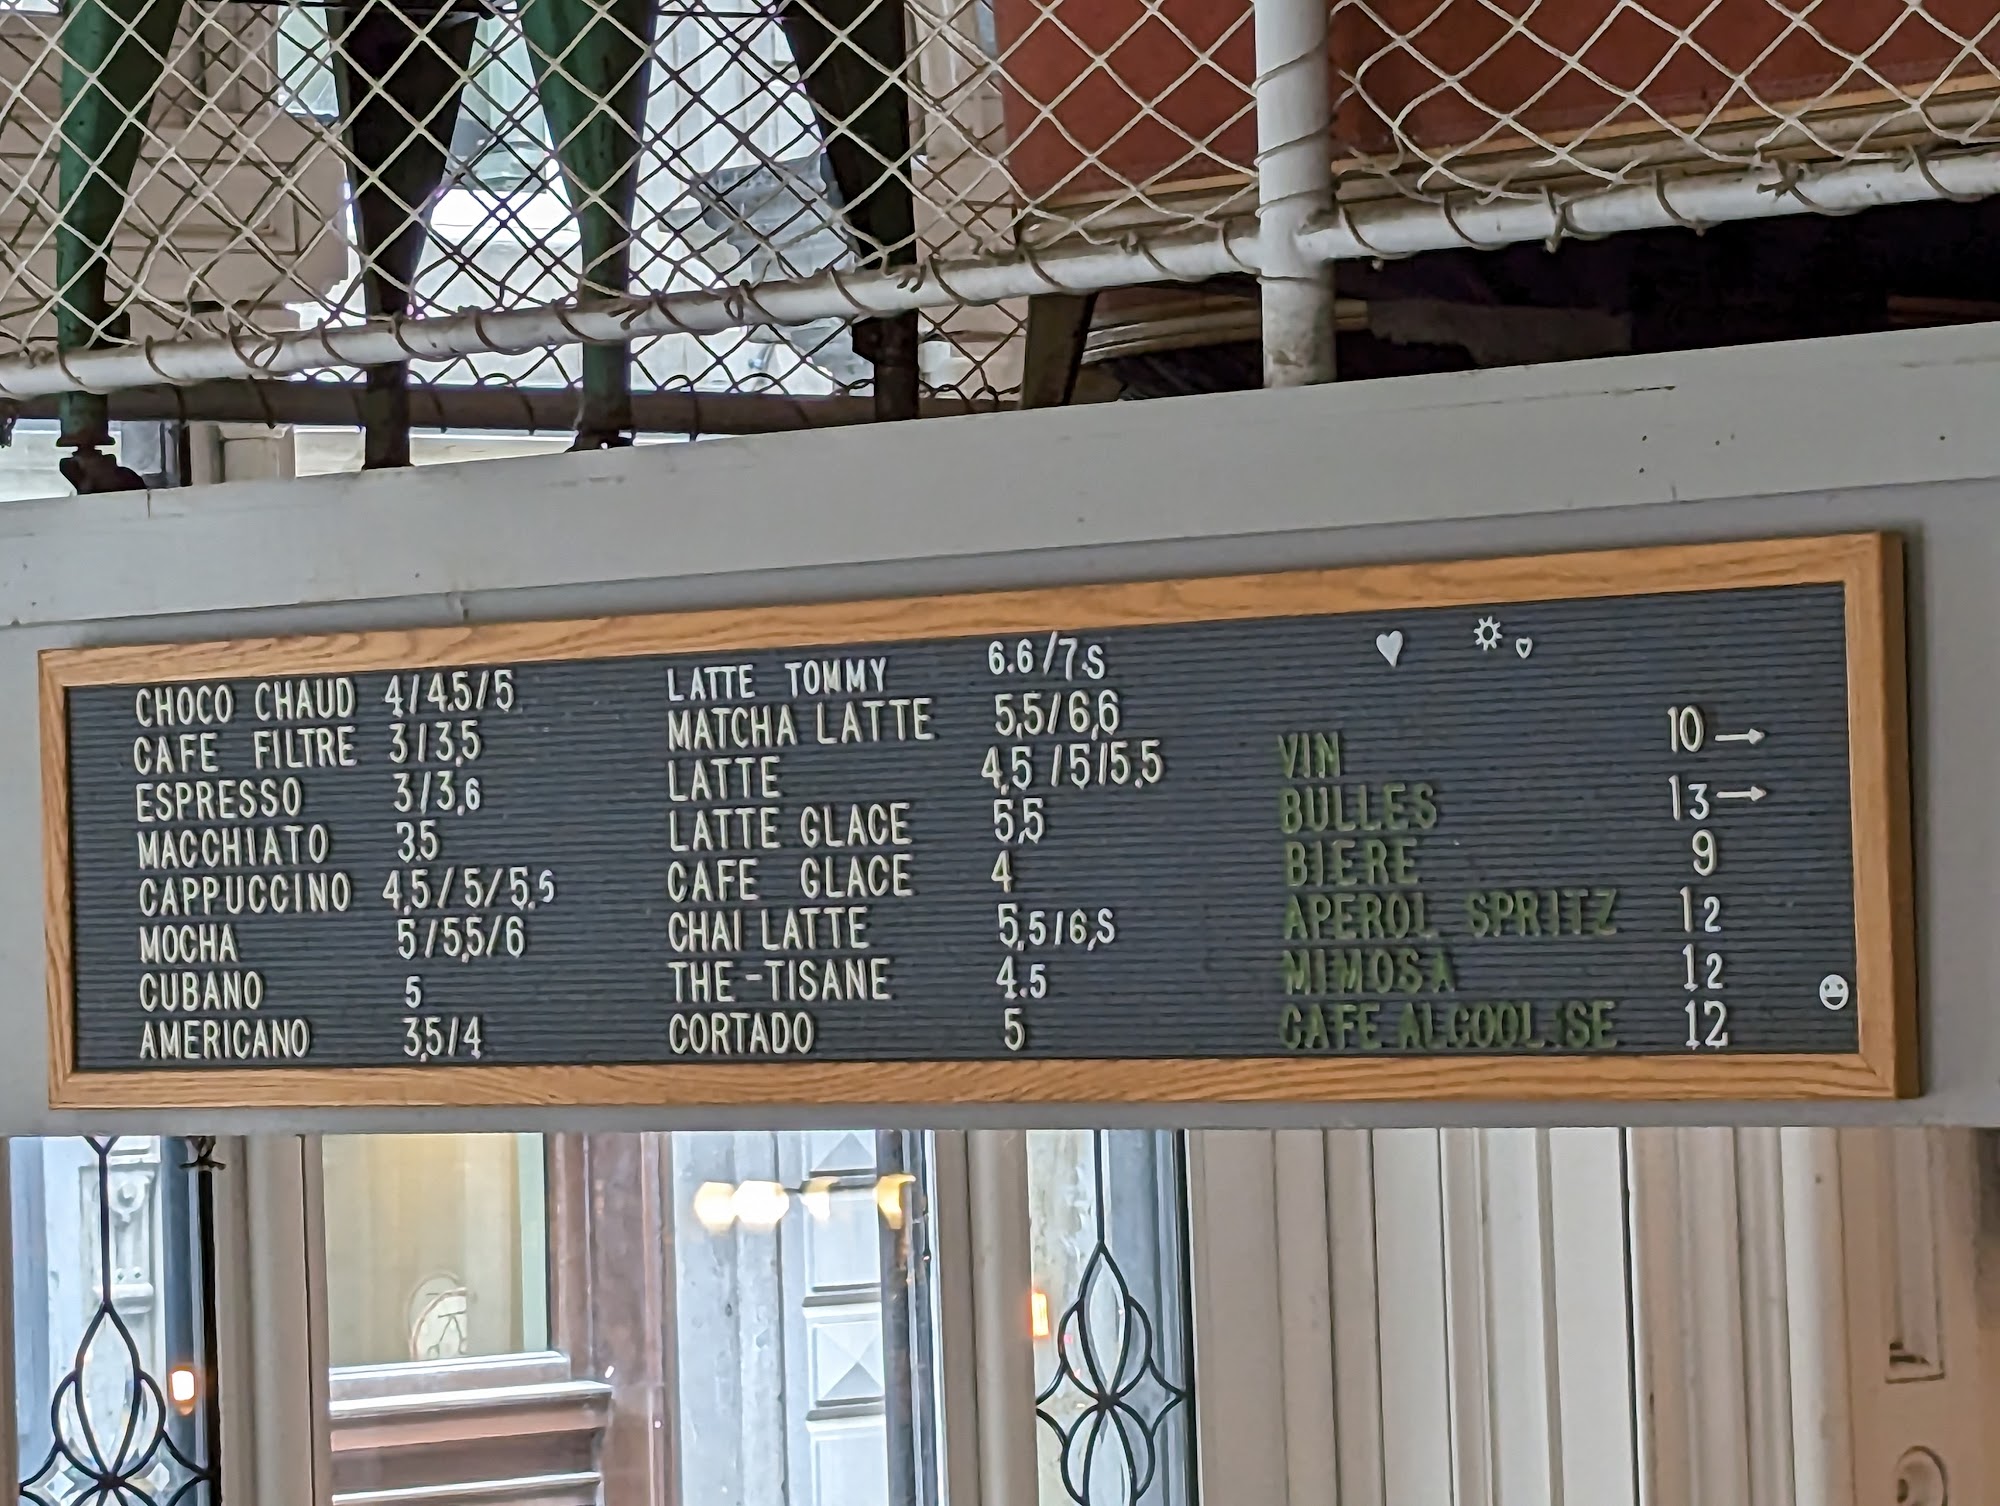 CHOCO CHAUD 4/4.5/5
CAFE FILTRE 3/3,5
ESPRESSO 3/3,6
MACCHIATO 3.5
CAPPUCCINO 4,5/5/5,5
MOCHA 5/5,5/6
CUBANO 5
AMERICANO 3,5/4
LATTE TOMMY 6.6/7.S
MATCHA LATTE 5,5/6,6
LATTE 4,5/5/5,5
LATTE GLACE 5,5
CAFE GLACE 4
CHAI LATTE 5,5/6,S
THE-TISANE 4.5
CORTADO 5
VIN 10→
BULLES 13→
BIERE 9
APEROL SPRITZ 12
MIMOSA 12
CAFE ALCOOLISE 12